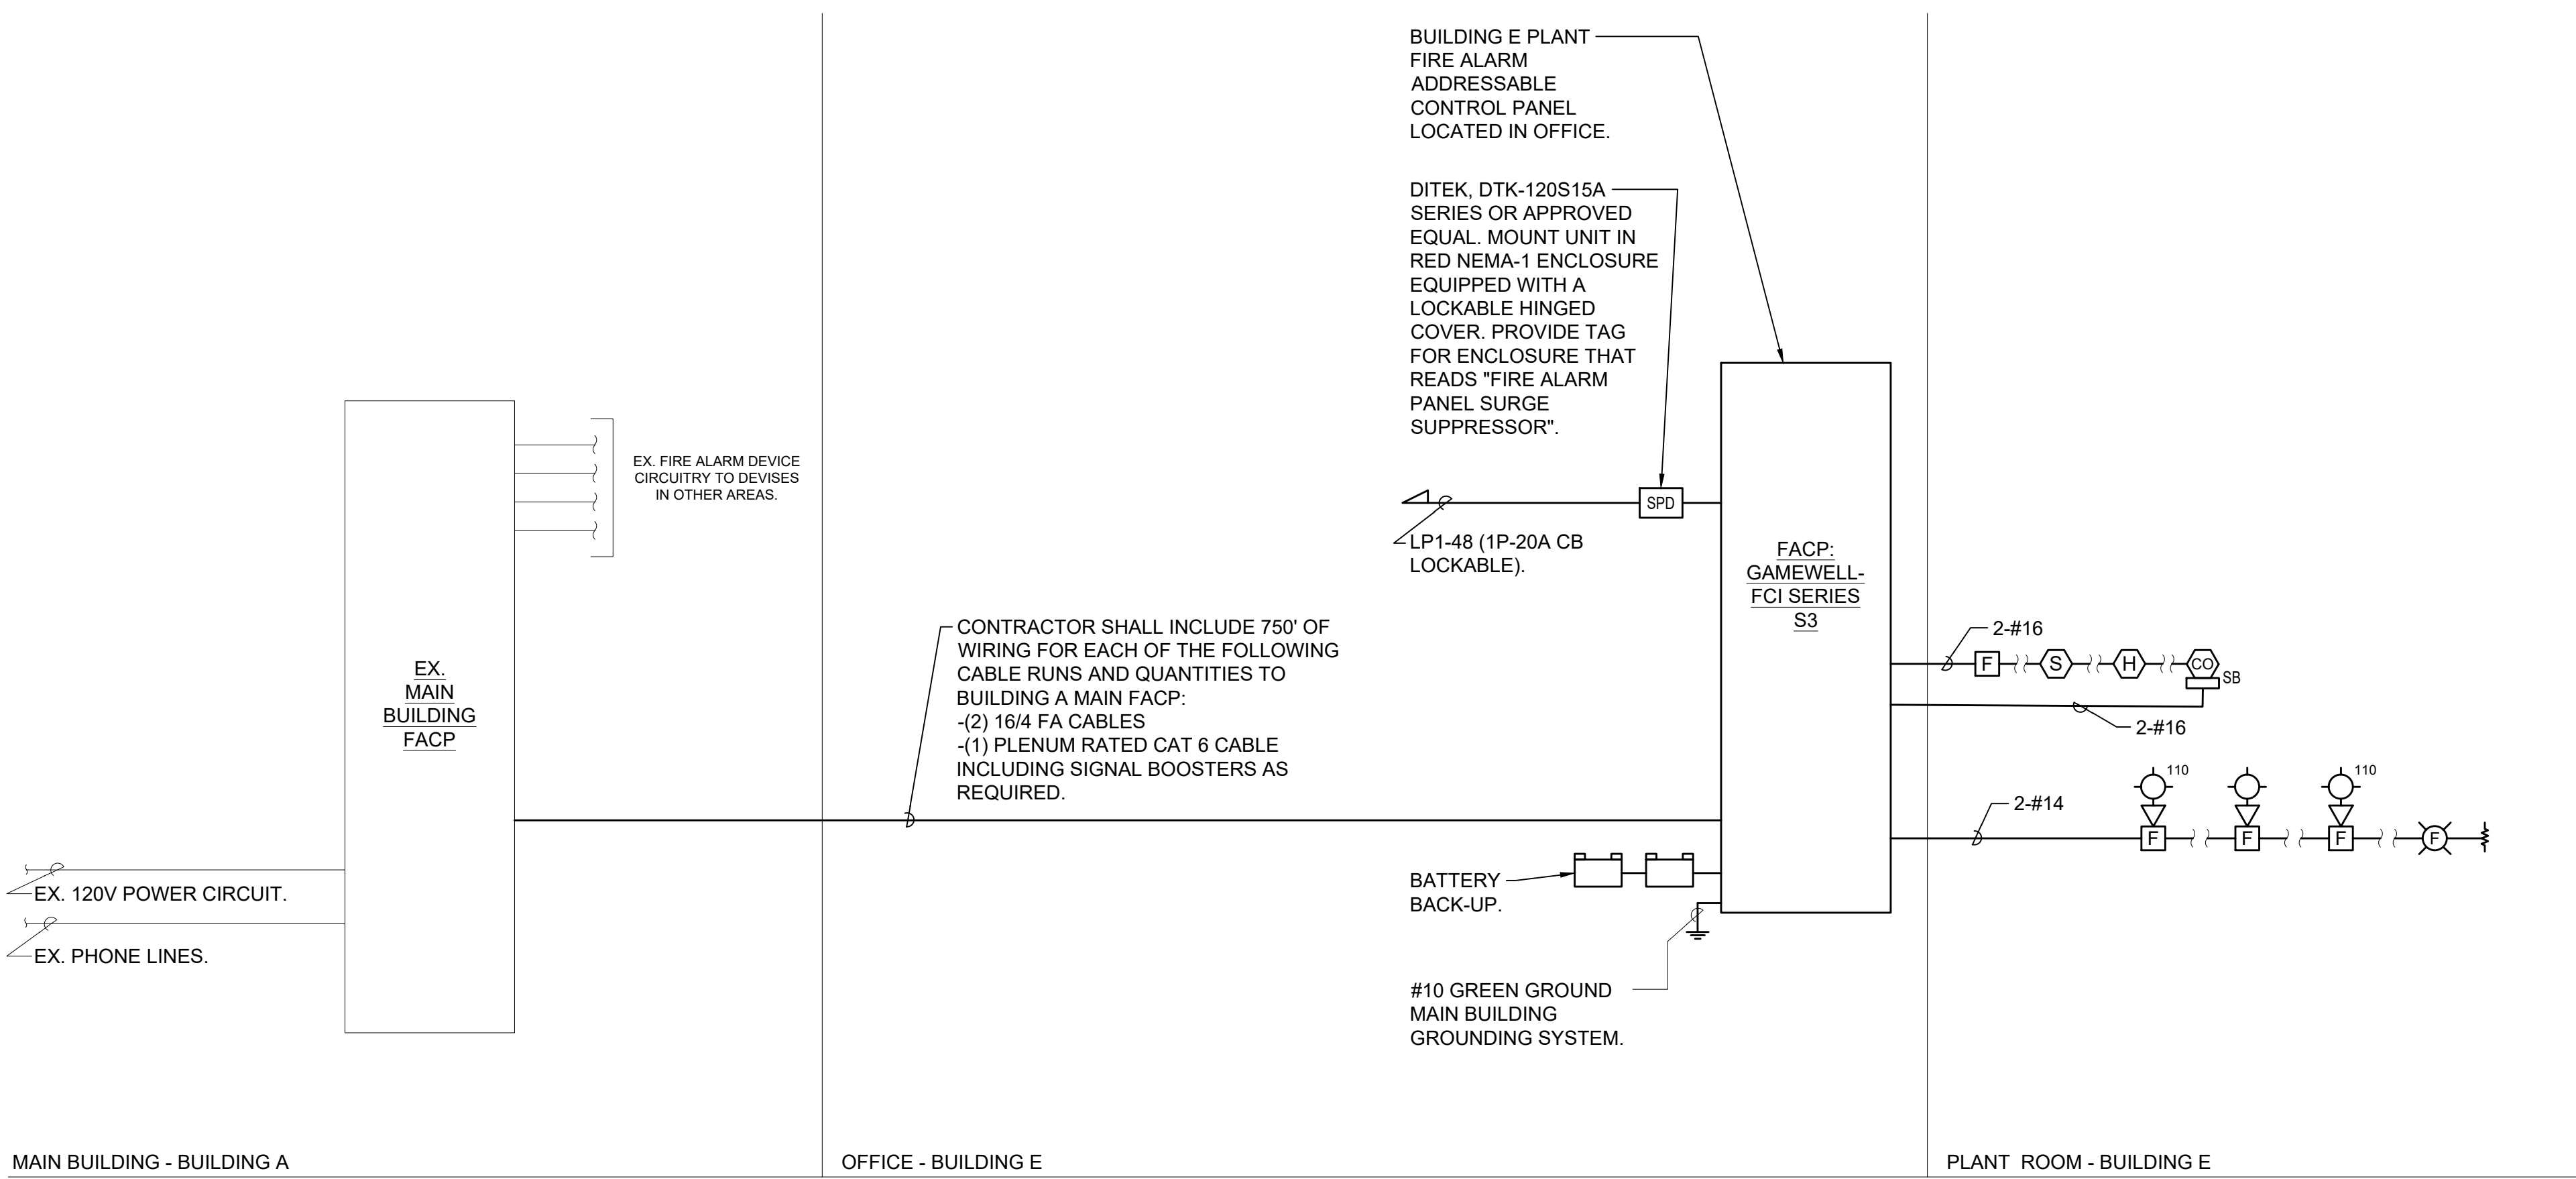 BUILDING E PLANT
FIRE ALARM
ADDRESSABLE
CONTROL PANEL
LOCATED IN OFFICE.
DITEK, DTK-120S15A
SERIES OR APPROVED
EQUAL. MOUNT UNIT IN
RED NEMA-1 ENCLOSURE
EQUIPPED WITH A
LOCKABLE HINGED
COVER. PROVIDE TAG
FOR ENCLOSURE THAT
READS "FIRE ALARM
PANEL SURGE
SUPPRESSOR".
EX. FIRE ALARM DEVICE
CIRCUITRY TO DEVISES
IN OTHER AREAS.
SPD
LP1-48 (1P-20A CB
LOCKABLE).
FACP:
GAMEWELL-
FCI SERIES
S3
EX.
MAIN
BUILDING
FACP
CONTRACTOR SHALL INCLUDE 750' OF
WIRING FOR EACH OF THE FOLLOWING
CABLE RUNS AND QUANTITIES TO
BUILDING A MAIN FACP:
-(2) 16/4 FA CABLES
-(1) PLENUM RATED CAT 6 CABLE
INCLUDING SIGNAL BOOSTERS AS
REQUIRED.
2-#16
F S H CO
SB
2-#16
110 110
2-#14
F F F F
EX. 120V POWER CIRCUIT.
EX. PHONE LINES.
BATTERY
BACK-UP.
#10 GREEN GROUND
MAIN BUILDING
GROUNDING SYSTEM.
MAIN BUILDING - BUILDING A
OFFICE - BUILDING E
PLANT ROOM - BUILDING E